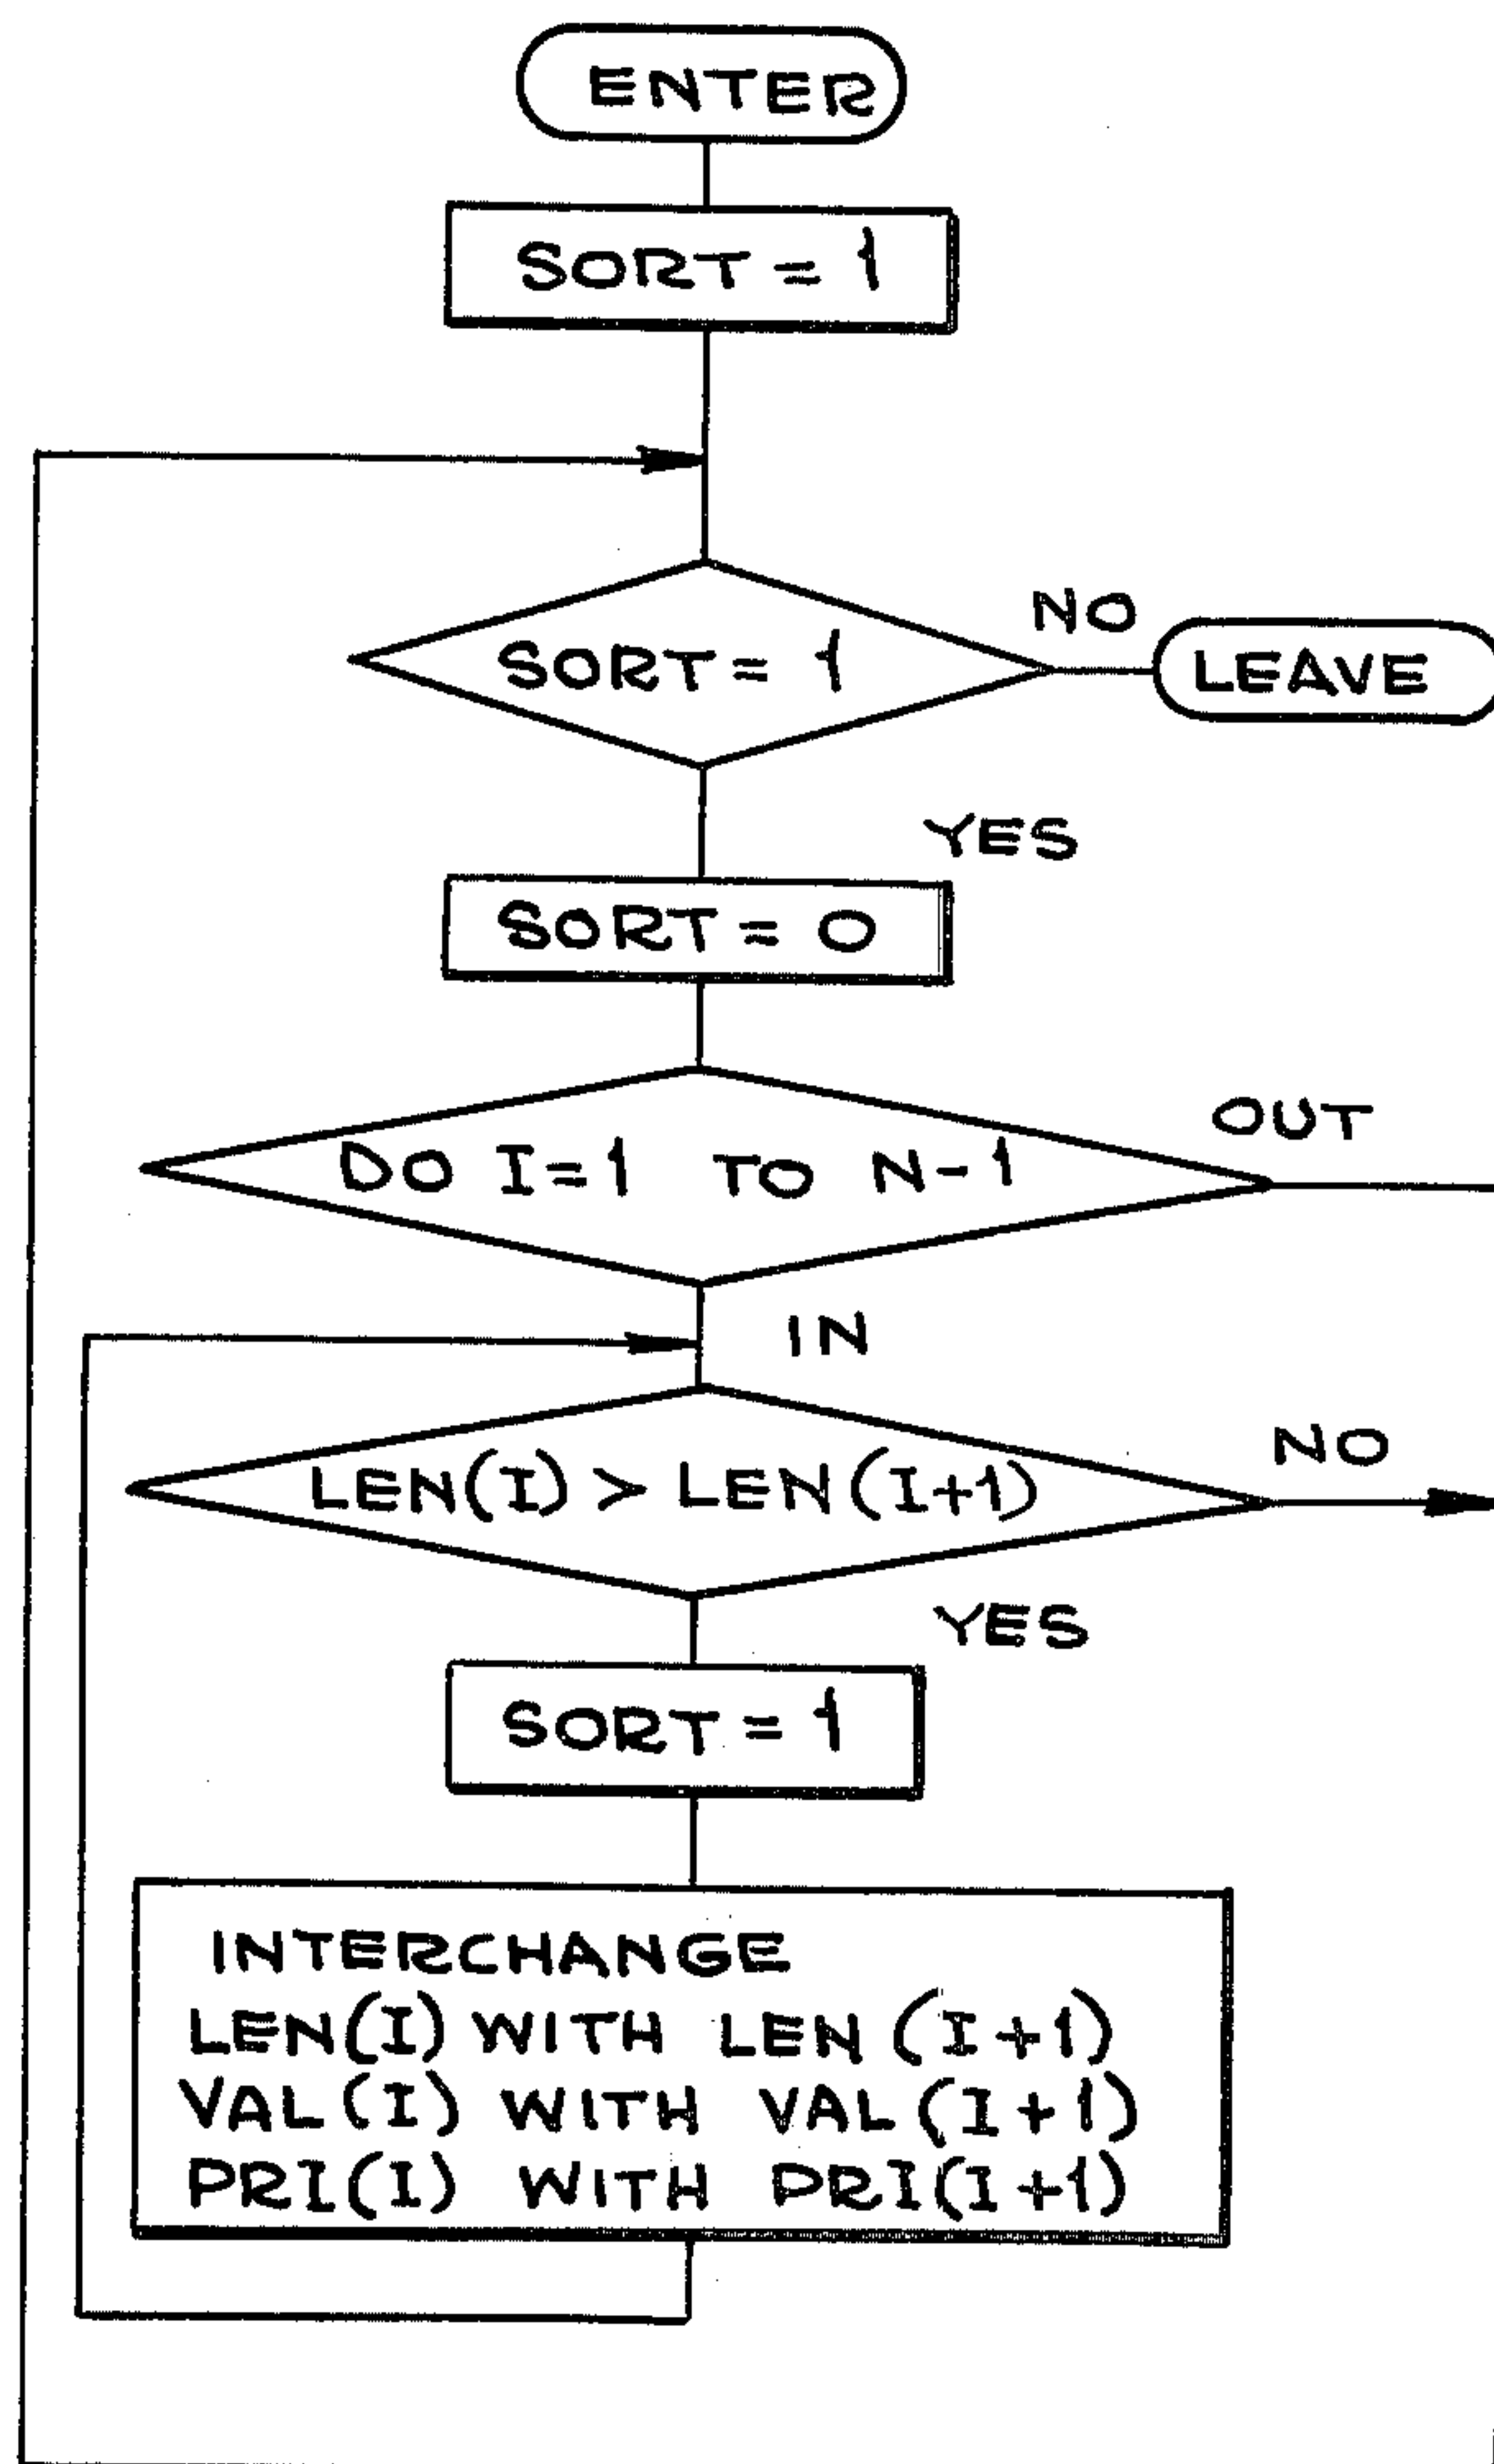 ENTER
SORT = 1
SORT = 1
NO
LEAVE
YES
SORT = 0
DO I = 1 TO N - 1
OUT
IN
LEN(I) > LEN(I+1)
NO
YES
SORT = 1
INTERCHANGE
LEN(I) WITH LEN (I+1)
VAL(I) WITH VAL(I+1)
PRI(I) WITH PRI(I+1)